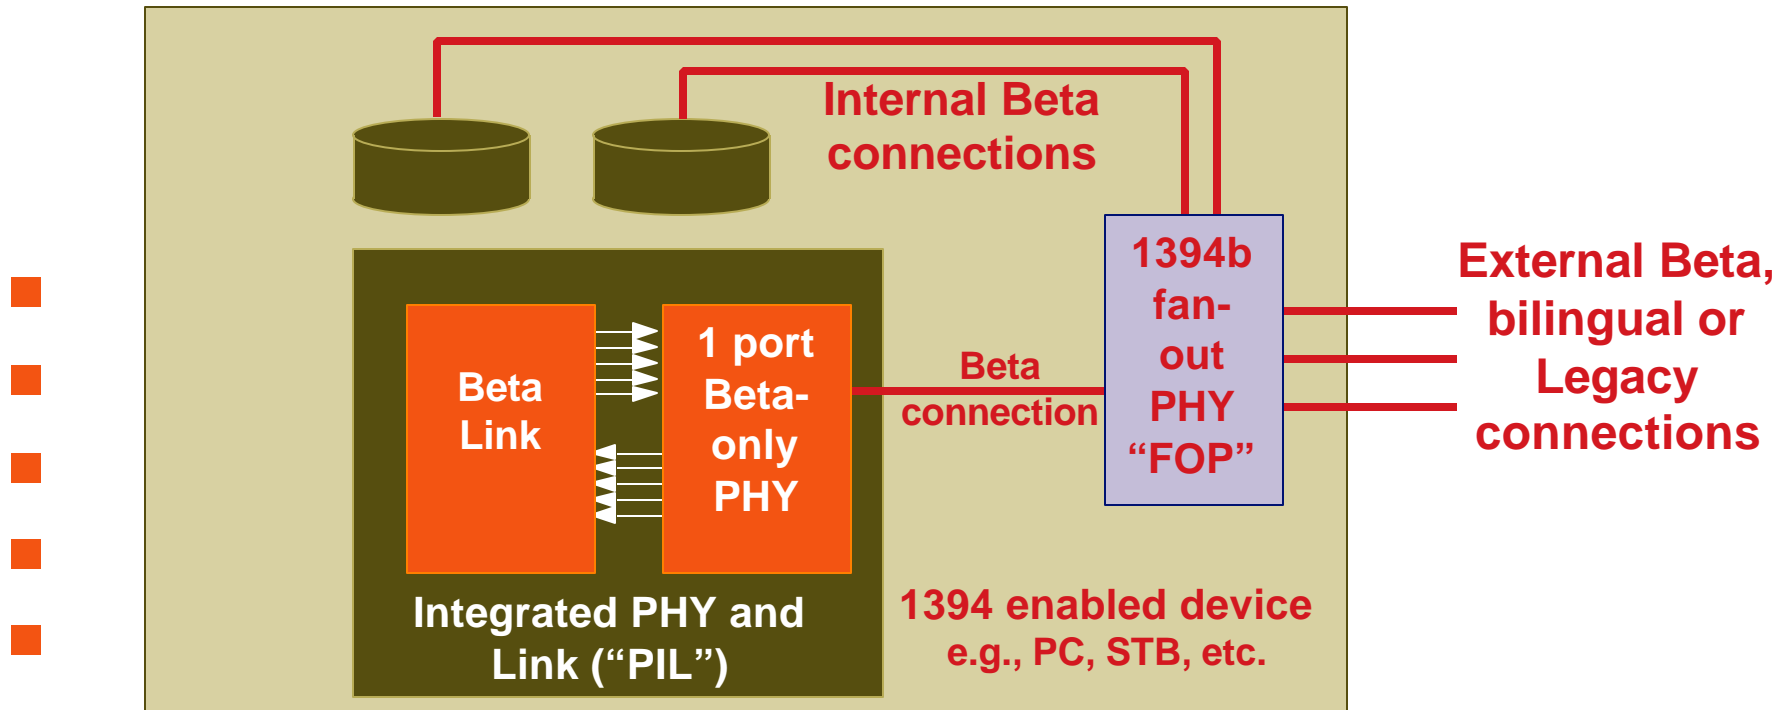 Internal Beta
connections
1394b
fan-
out
PHY
“FOP”
External Beta,
bilingual or
Legacy
connections
Beta
Link
1 port
Beta-
only
PHY
Beta
connection
Integrated PHY and
Link (“PIL”)
1394 enabled device
e.g., PC, STB, etc.